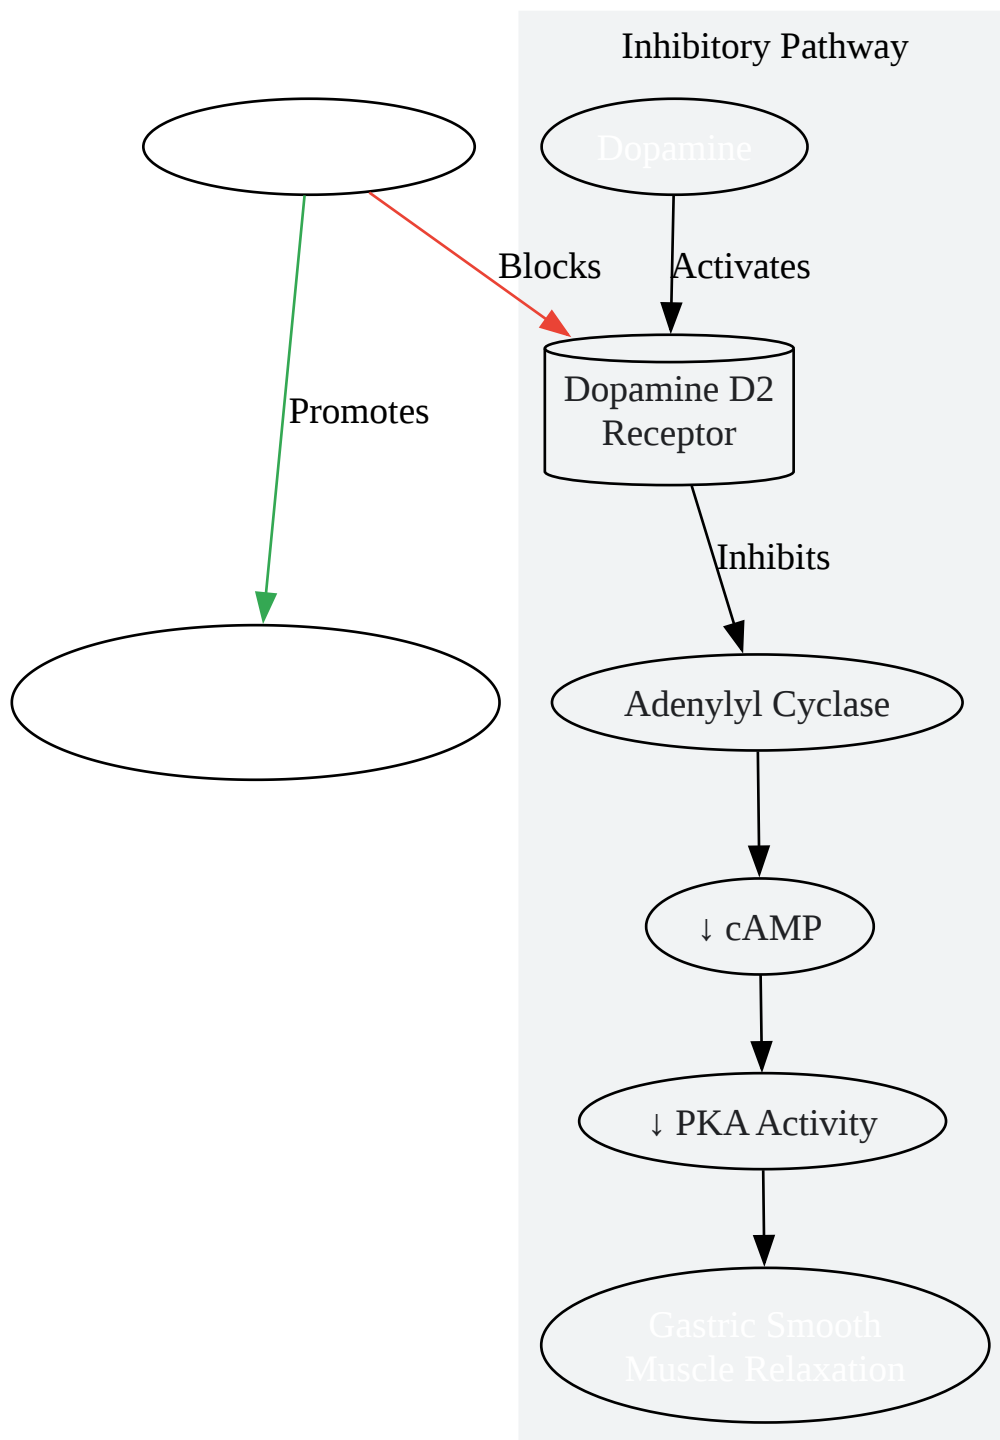 Inhibitory Pathway
Dopamine
Blocks
Activates
Dopamine D2
Receptor
Promotes
Inhibits
Adenylyl Cyclase
↓ cAMP
↓ PKA Activity
Gastric Smooth
Muscle Relaxation